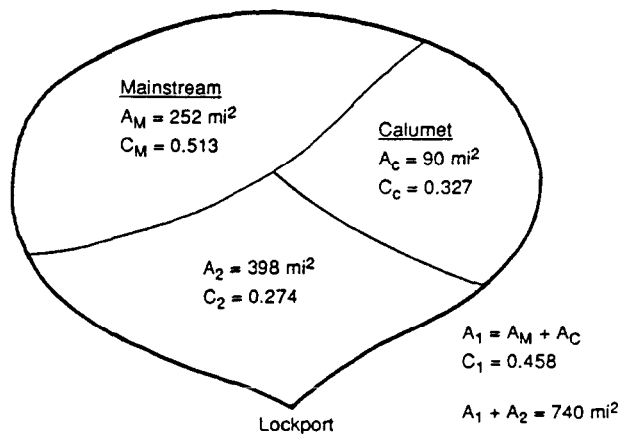 Mainstream
A_M = 252 mi²
C_M = 0.513
Calumet
A_c = 90 mi²
C_c = 0.327
A₂ = 398 mi²
C₂ = 0.274
A₁ = A_M + A_C
C₁ = 0.458
A₁ + A₂ = 740 mi²
Lockport